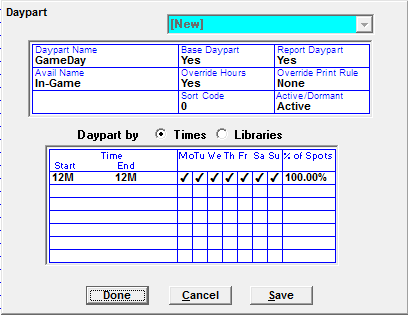 Daypart
[New]
Daypart Name Base Daypart Report Daypart
GameDay Yes Yes
Avail Name Override Hours Override Print Rule
In-Game Yes None
Sort Code Active/Dormant
0 Active
Daypart by Times Libraries
Time Mo Tu We Th Fr Sa Su % of Spots
Start End
12M 12M ✓ ✓ ✓ ✓ ✓ ✓ ✓ 100.00%
Done Cancel Save